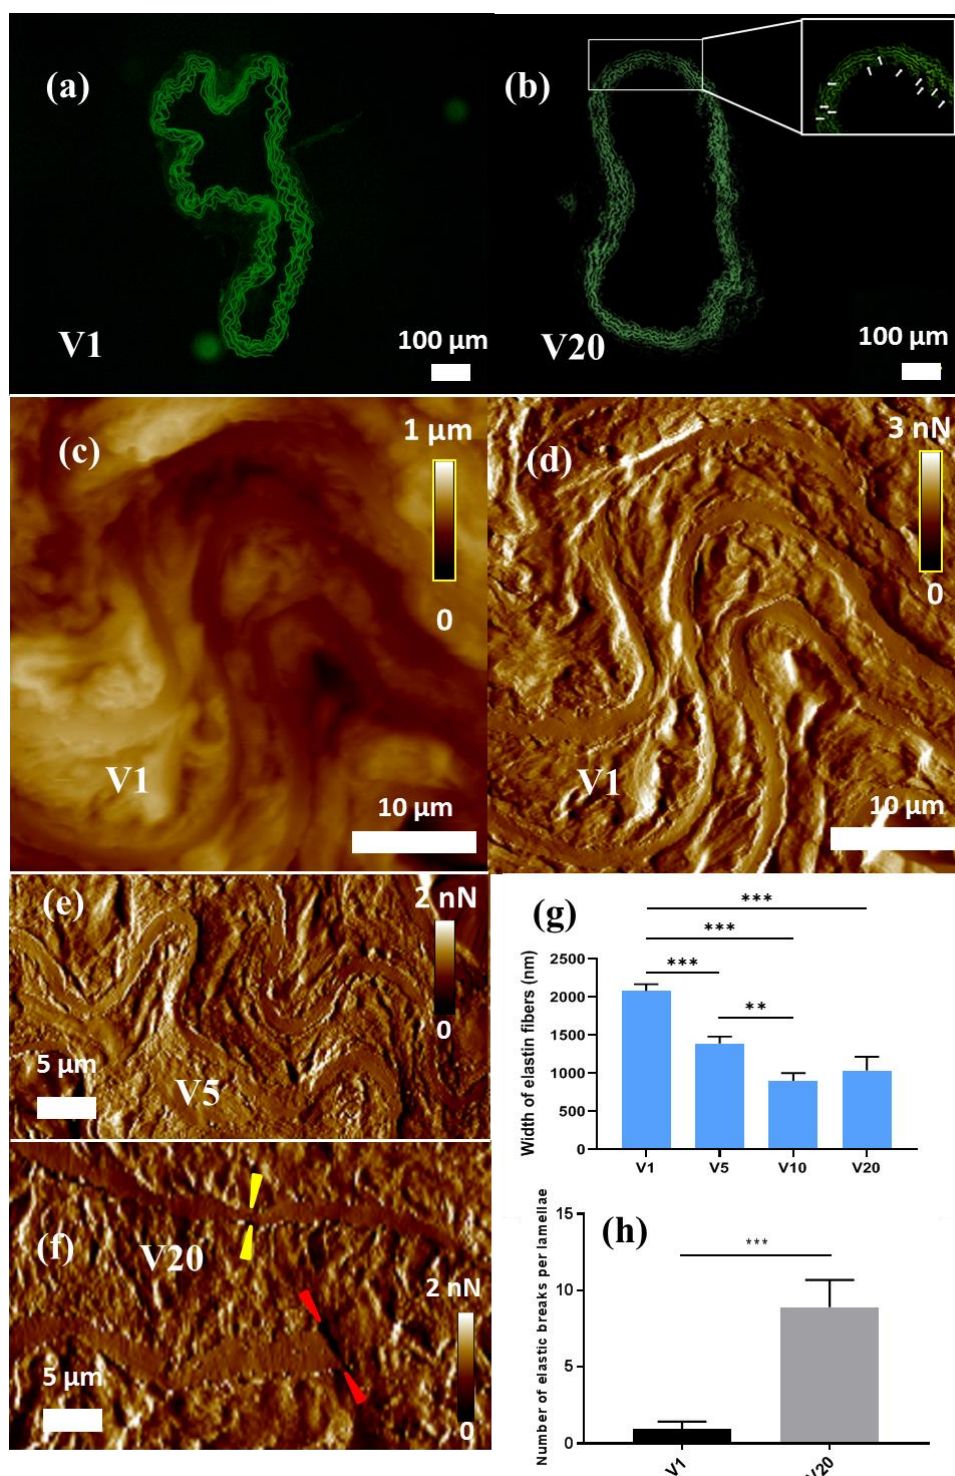 (a)
V1
100 µm
(b)
V20
100 µm
(c)
1 µm
0
V1
10 µm
(d)
3 nN
0
V1
10 µm
(e)
2 nN
0
5 µm
V5
(f)
V20
2 nN
0
5 µm
(g)
***
***
***
**
Width of elastin fibers (nm)
2500
2000
1500
1000
500
0
V1 V5 V10 V20
(h)
***
Number of elastic breaks per lamellae
15
10
5
0
V1
V20